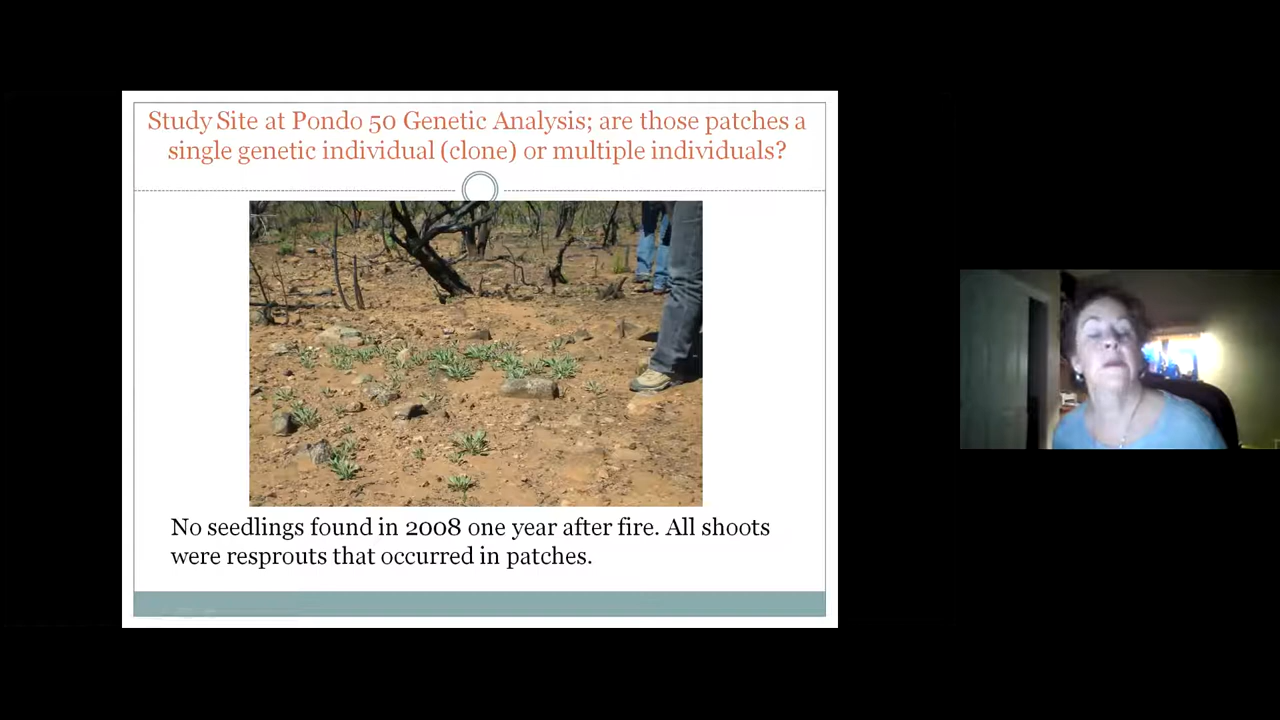 Study Site at Pondo 50 Genetic Analysis; are those patches a
single genetic individual (clone) or multiple individuals?
No seedlings found in 2008 one year after fire. All shoots
were resprouts that occurred in patches.